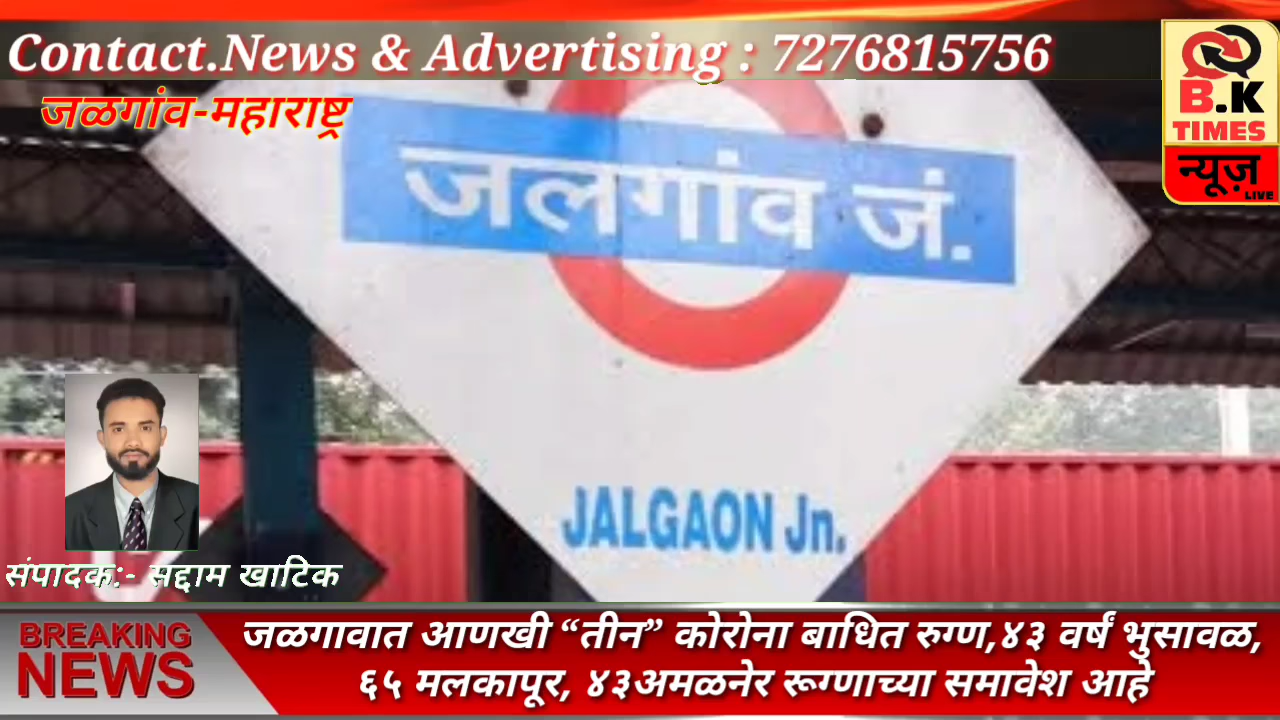 Contact.News & Advertising : 7276815756
B.K
TIMES
न्यूज़
LIVE
जळगांव-महाराष्ट्र
जलगांव जं.
JALGAON Jn.
संपादक:- सद्दाम खाटिक
BREAKING
NEWS
जळगावात आणखी “तीन” कोरोना बाधित रुग्ण,४३ वर्षं भुसावळ,
६५ मलकापूर, ४३अमळनेर रूग्णाच्या समावेश आहे